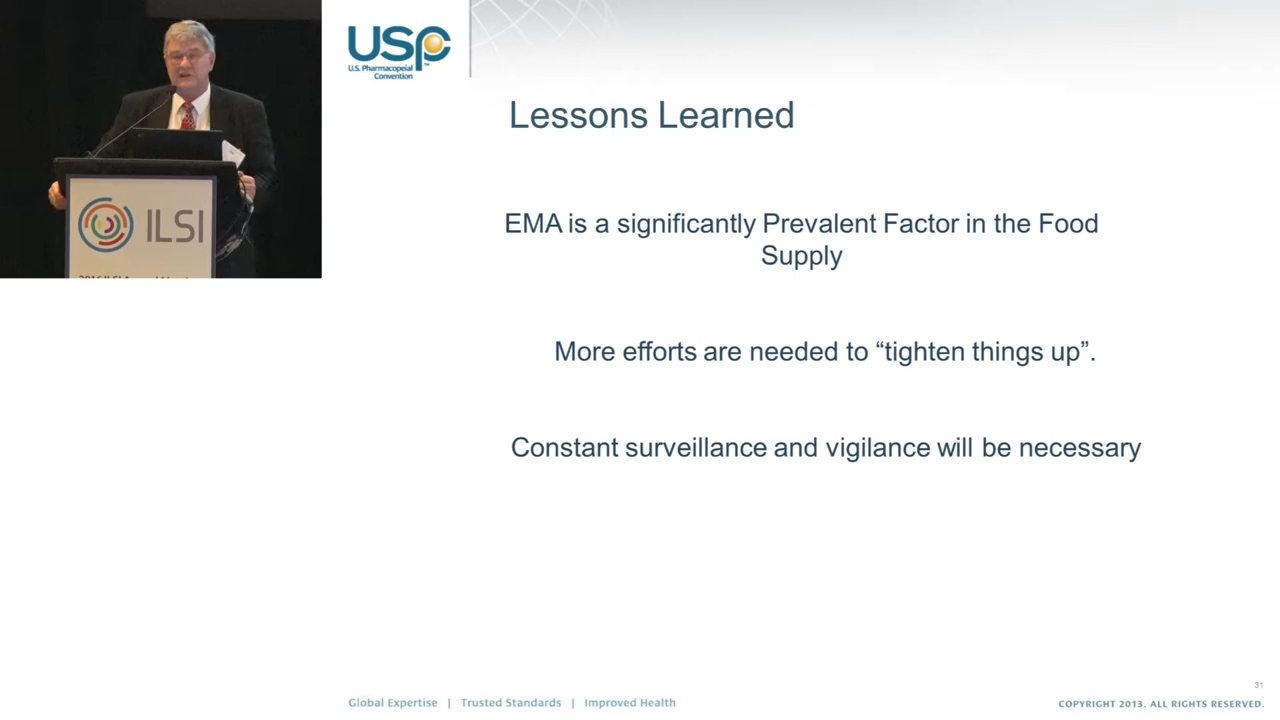 USP
U.S. Pharmacopeial
Convention
Lessons Learned
EMA is a significantly Prevalent Factor in the Food
Supply
More efforts are needed to “tighten things up”.
Constant surveillance and vigilance will be necessary
ILSI
31
Global Expertise | Trusted Standards | Improved Health
COPYRIGHT 2013. ALL RIGHTS RESERVED.